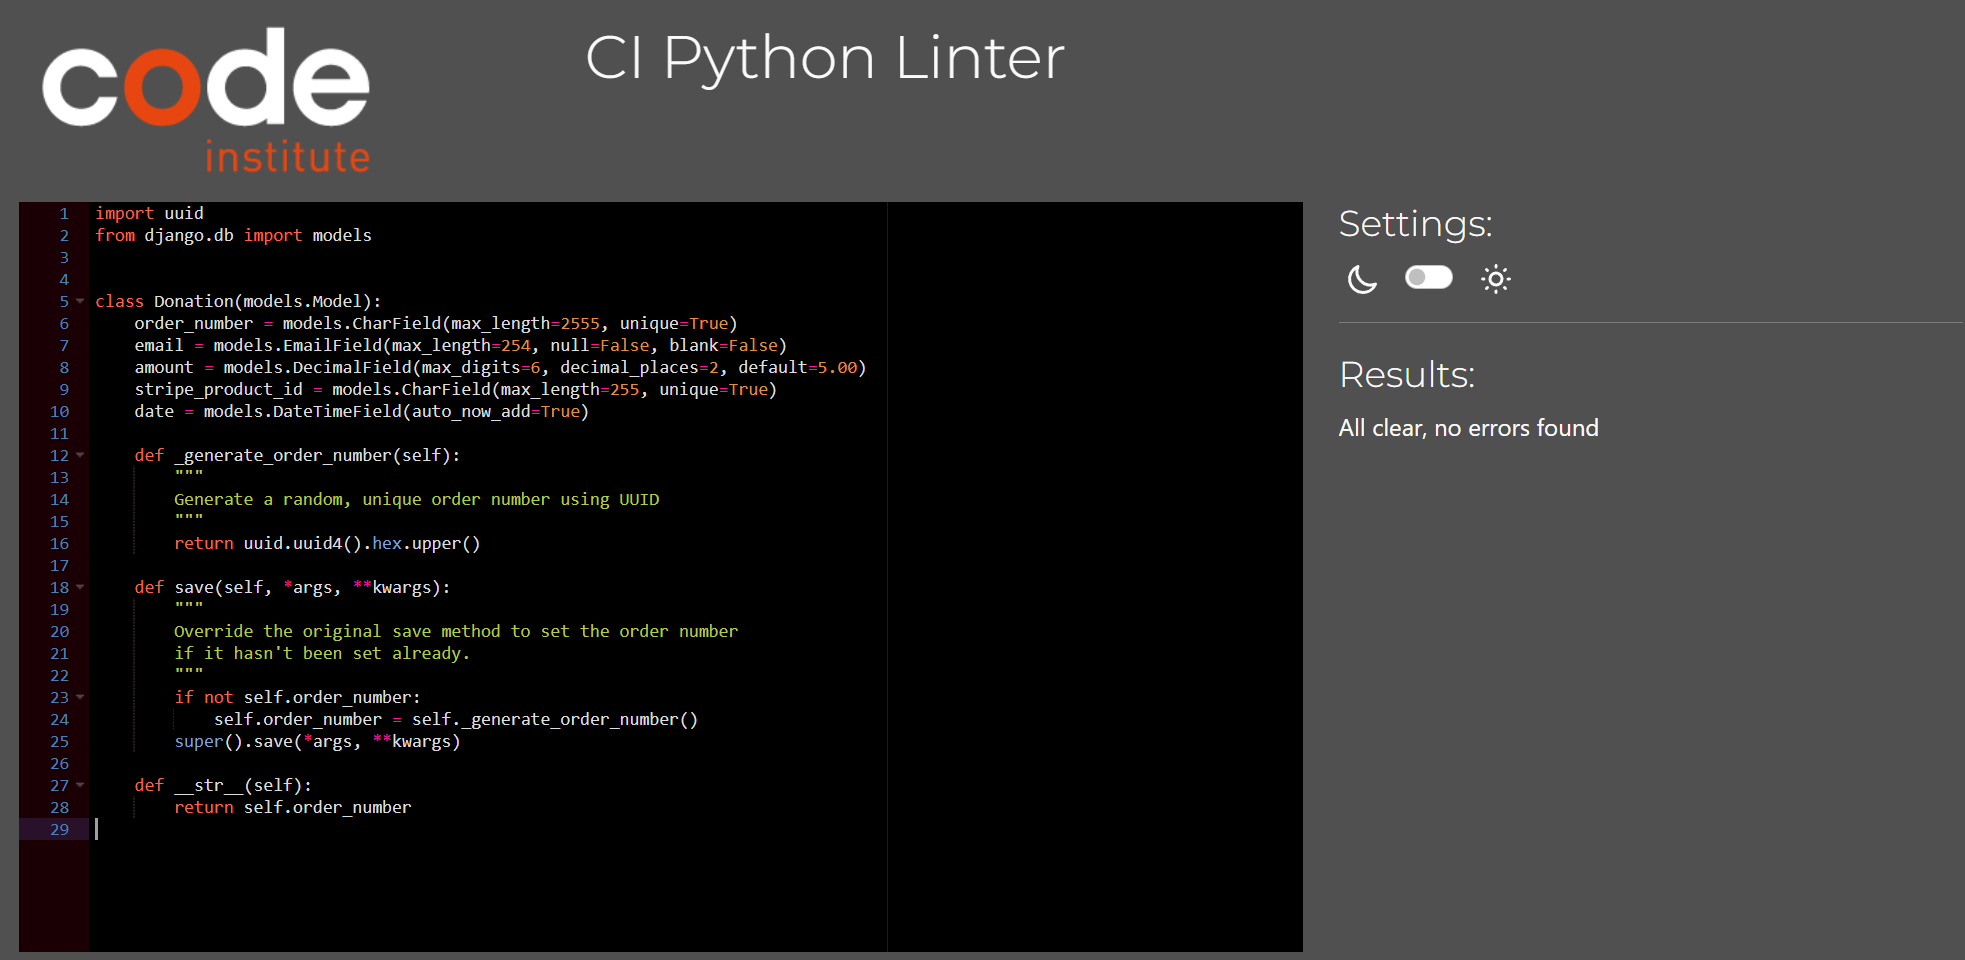 code
institute
CI Python Linter
1 import uuid
2 from django.db import models
3
4
5 class Donation(models.Model):
6     order_number = models.CharField(max_length=2555, unique=True)
7     email = models.EmailField(max_length=254, null=False, blank=False)
8     amount = models.DecimalField(max_digits=6, decimal_places=2, default=5.00)
9     stripe_product_id = models.CharField(max_length=255, unique=True)
10     date = models.DateTimeField(auto_now_add=True)
11
12     def _generate_order_number(self):
13         """
14         Generate a random, unique order number using UUID
15         """
16         return uuid.uuid4().hex.upper()
17
18     def save(self, *args, **kwargs):
19         """
20         Override the original save method to set the order number
21         if it hasn't been set already.
22         """
23         if not self.order_number:
24             self.order_number = self._generate_order_number()
25         super().save(*args, **kwargs)
26
27     def __str__(self):
28         return self.order_number
29
Settings:
Results:
All clear, no errors found